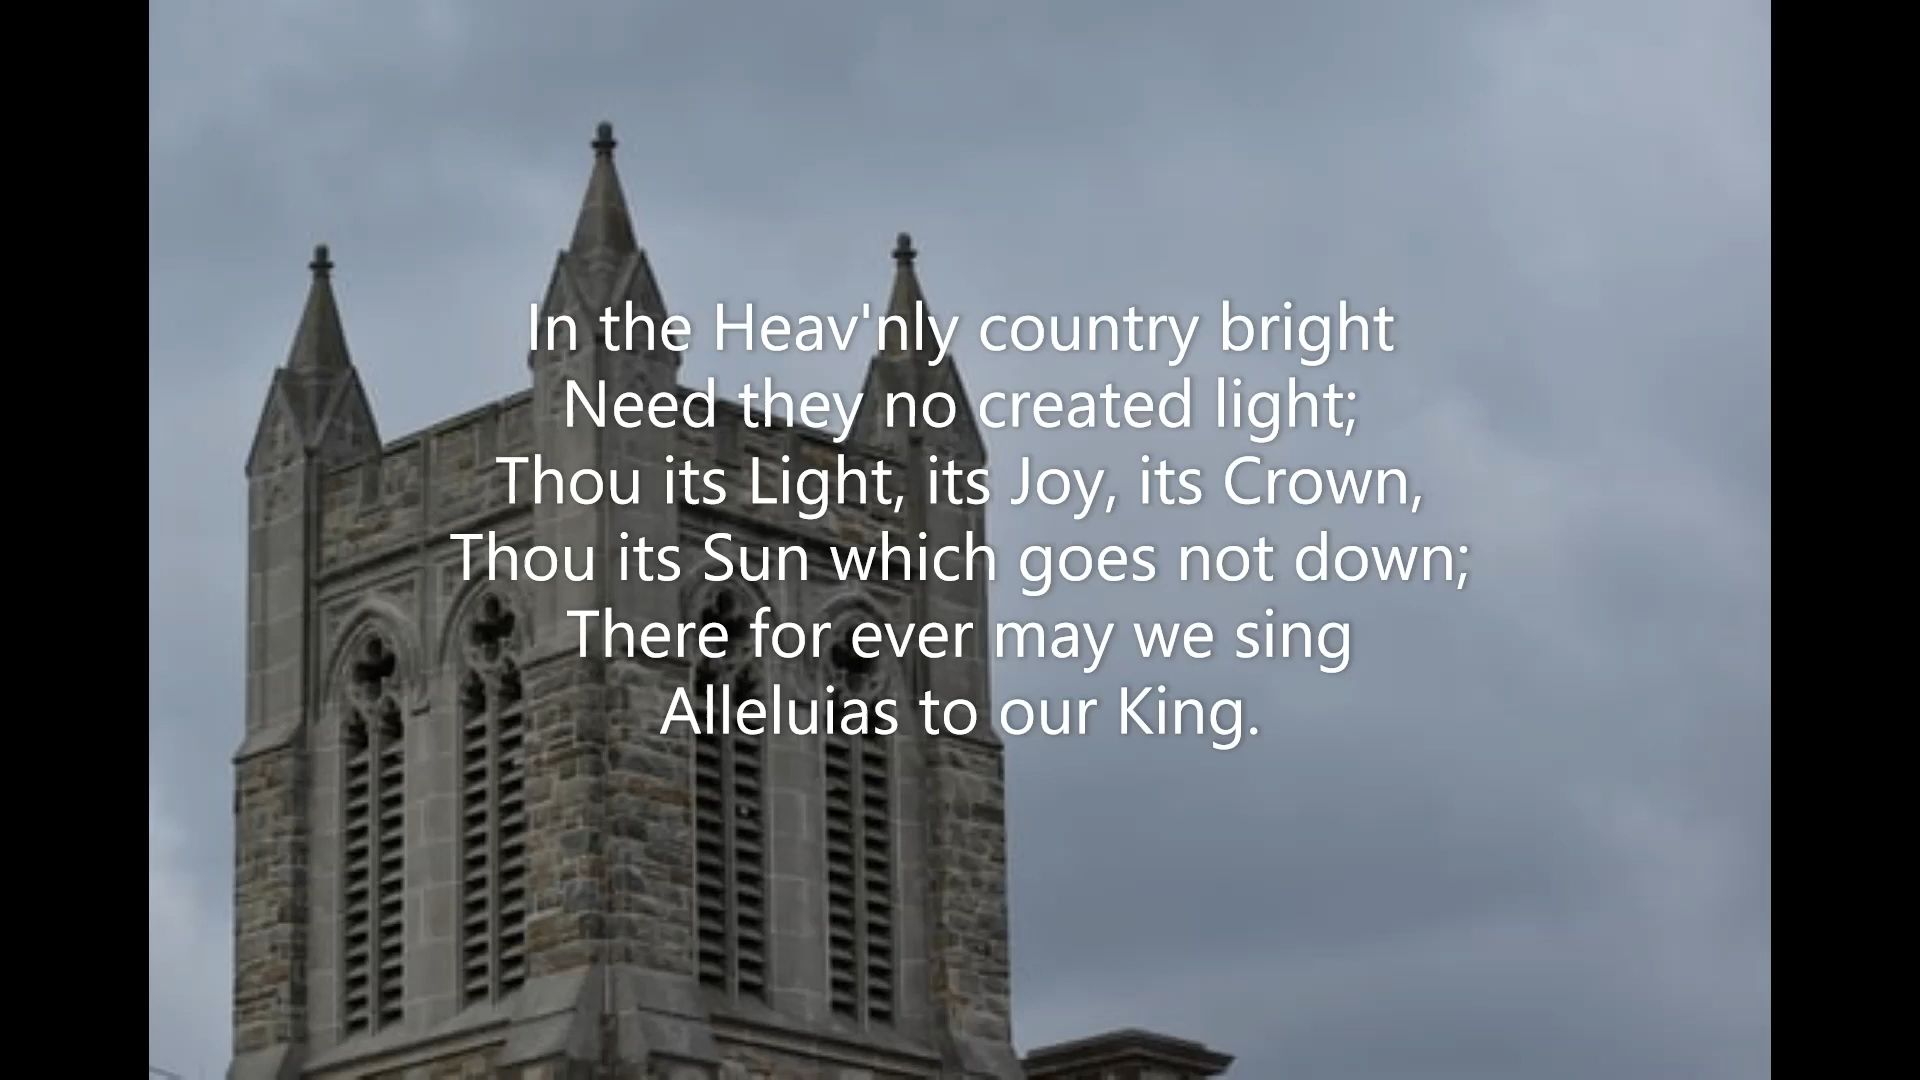 In the Heav'nly country bright
Need they no created light;
Thou its Light, its Joy, its Crown,
Thou its Sun which goes not down;
There for ever may we sing
Alleluias to our King.